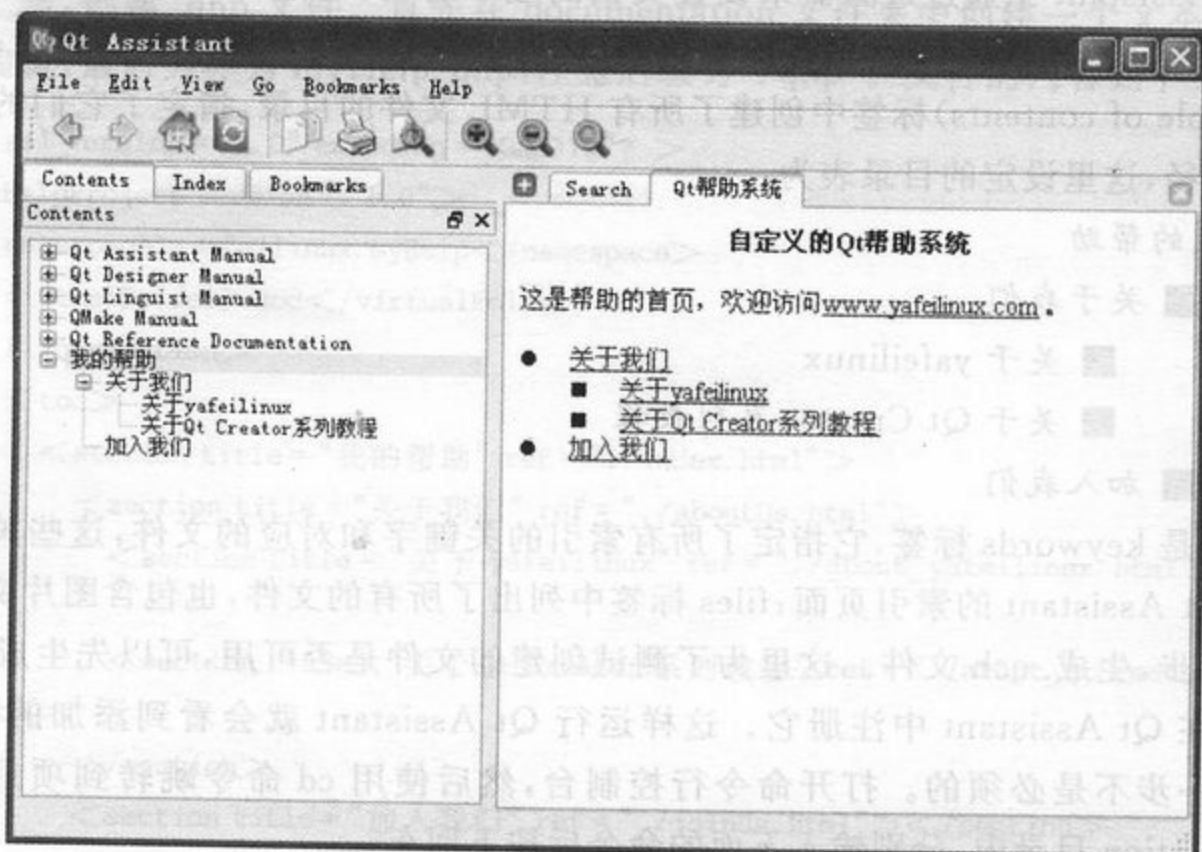 Qt Assistant
File Edit View Go Bookmarks Help
Contents Index Bookmarks
Contents
Qt Assistant Manual
Qt Designer Manual
Qt Linguist Manual
QMake Manual
Qt Reference Documentation
我的帮助
关于我们
关于yafeilinux
关于Qt Creator系列教程
加入我们
Search Qt帮助系统
自定义的Qt帮助系统
这是帮助的首页，欢迎访问www.yafeilinux.com。
关于我们
关于yafeilinux
关于Qt Creator系列教程
加入我们